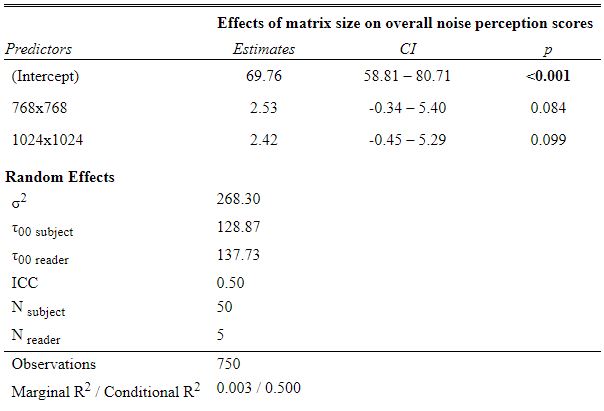 Effects of matrix size on overall noise perception scores
Predictors Estimates CI p
(Intercept) 69.76 58.81 – 80.71 <0.001
768x768 2.53 -0.34 – 5.40 0.084
1024x1024 2.42 -0.45 – 5.29 0.099
Random Effects
σ² 268.30
τ₀₀ subject 128.87
τ₀₀ reader 137.73
ICC 0.50
N subject 50
N reader 5
Observations 750
Marginal R² / Conditional R² 0.003 / 0.500